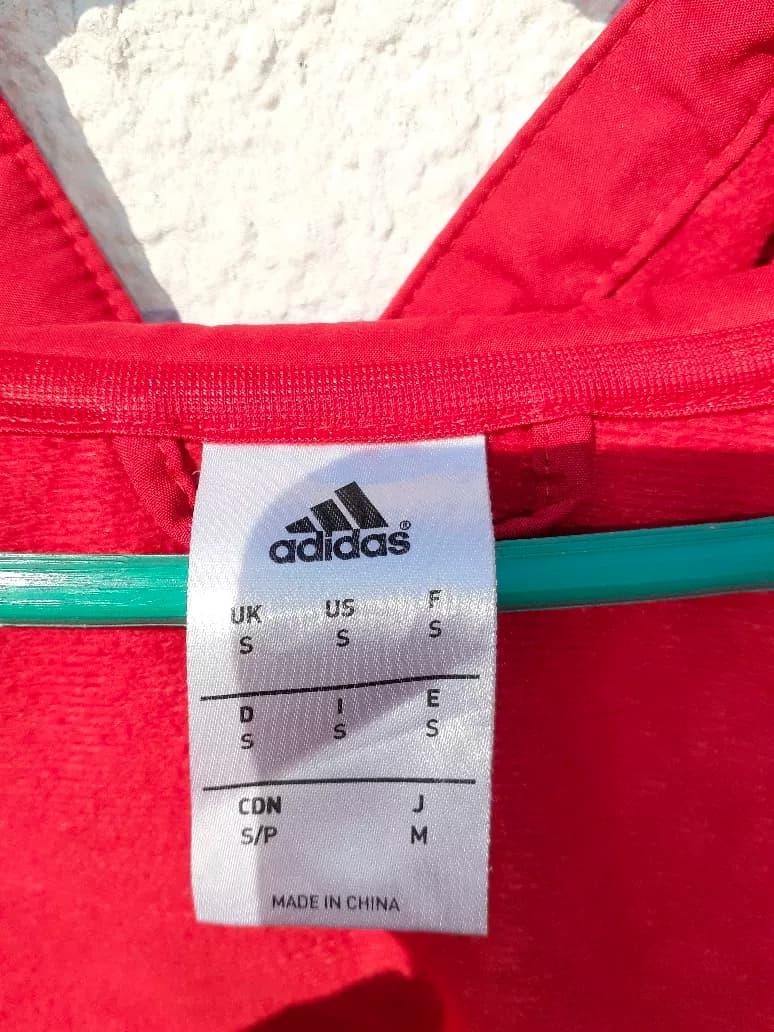 adidas®
UK US F
S S S
D I E
S S S
CDN J
S/P M
MADE IN CHINA